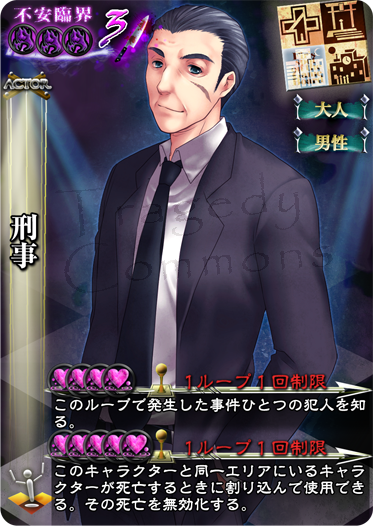 不安臨界
3
ACTOR
大人
男性
刑事
Tragedy
Commons
1ループ1回制限
このループで発生した事件ひとつの犯人を知
る。
1ループ1回制限
このキャラクターと同一エリアにいるキャラ
クターが死亡するときに割り込んで使用でき
る。その死亡を無効化する。